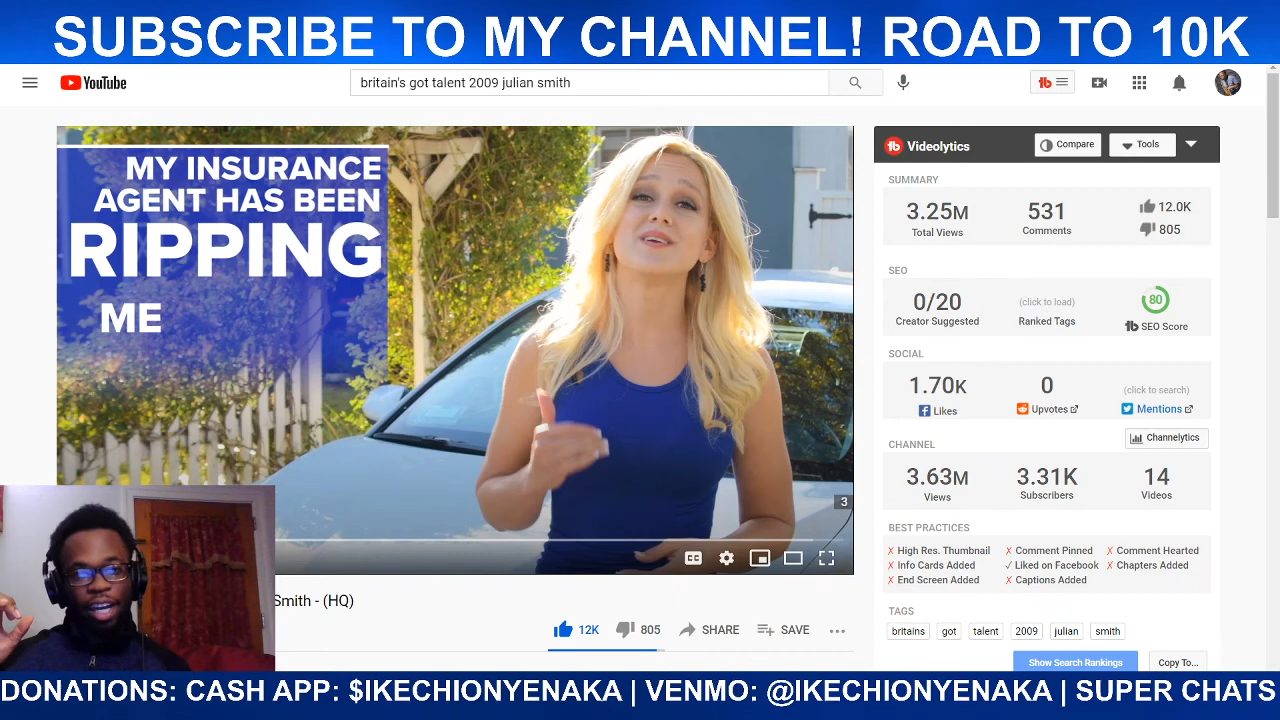 SUBSCRIBE TO MY CHANNEL! ROAD TO 10K
YouTube
britain's got talent 2009 julian smith
MY INSURANCE
AGENT HAS BEEN
RIPPING
ME
3
CC
Smith - (HQ)
12K
805
SHARE
SAVE
Videolytics
Compare
Tools
SUMMARY
3.25M
Total Views
531
Comments
12.0K
805
SEO
0/20
Creator Suggested
(click to load)
Ranked Tags
80
SEO Score
SOCIAL
1.70K
Likes
0
Upvotes
(click to search)
Mentions
CHANNEL
Channelytics
3.63M
Views
3.31K
Subscribers
14
Videos
BEST PRACTICES
✗ High Res. Thumbnail ✗ Comment Pinned ✗ Comment Hearted
✗ Info Cards Added ✓ Liked on Facebook ✗ Chapters Added
✗ End Screen Added ✗ Captions Added
TAGS
britains got talent 2009 julian smith
Show Search Rankings
Copy To...
DONATIONS: CASH APP: $IKECHIONYENAKA | VENMO: @IKECHIONYENAKA | SUPER CHATS